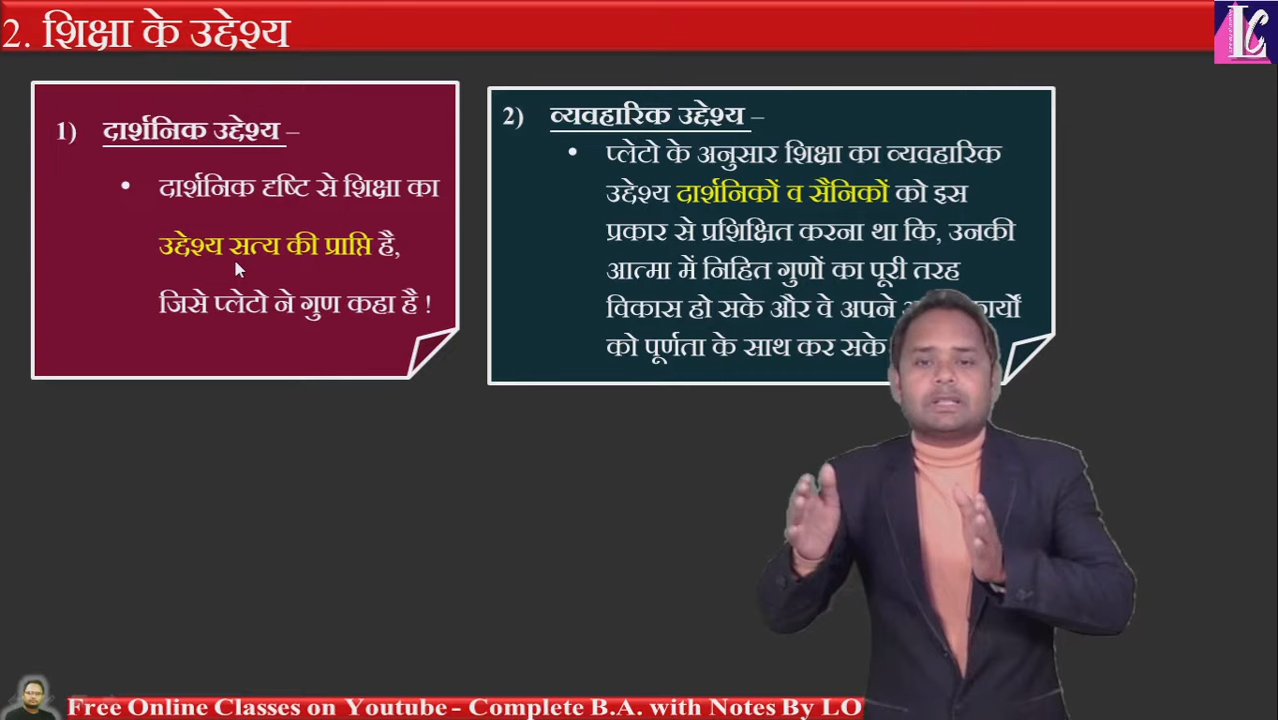 2. शिक्षा के उद्देश्य
LC
1) दार्शनिक उद्देश्य –
• दार्शनिक दृष्टि से शिक्षा का
उद्देश्य सत्य की प्राप्ति है,
जिसे प्लेटो ने गुण कहा है !
2) व्यवहारिक उद्देश्य –
• प्लेटो के अनुसार शिक्षा का व्यवहारिक
उद्देश्य दार्शनिकों व सैनिकों को इस
प्रकार से प्रशिक्षित करना था कि, उनकी
आत्मा में निहित गुणों का पूरी तरह
विकास हो सके और वे अपने
को पूर्णता के साथ कर सके
Free Online Classes on Youtube - Complete B.A. with Notes By LO